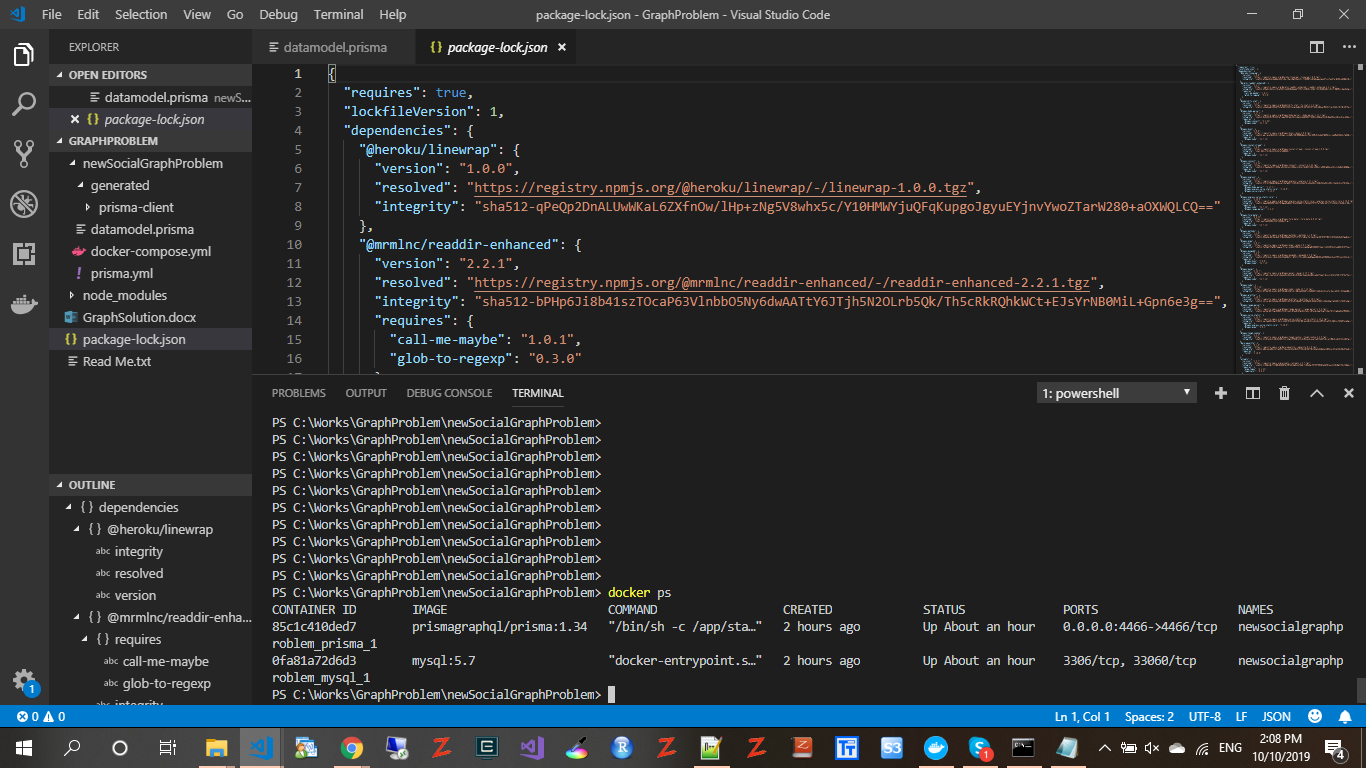 File Edit Selection View Go Debug Terminal Help
package-lock.json - GraphProblem - Visual Studio Code
EXPLORER
OPEN EDITORS
datamodel.prisma newS...
{} package-lock.json
GRAPHPROBLEM
newSocialGraphProblem
generated
prisma-client
datamodel.prisma
docker-compose.yml
! prisma.yml
node_modules
GraphSolution.docx
{} package-lock.json
Read Me.txt
OUTLINE
{} dependencies
{} @heroku/linewrap
abc integrity
abc resolved
abc version
{} @mrmlnc/readdir-enha...
{} requires
abc call-me-maybe
abc glob-to-regexp
abc integrity
1
datamodel.prisma
{} package-lock.json
1 {
2 "requires": true,
3 "lockfileVersion": 1,
4 "dependencies": {
5 "@heroku/linewrap": {
6 "version": "1.0.0",
7 "resolved": "https://registry.npmjs.org/@heroku/linewrap/-/linewrap-1.0.0.tgz",
8 "integrity": "sha512-qPeQp2DnALUwWKaL6ZXfnOw/lHp+zNg5V8whx5c/Y10HMWYjuQFqKupgoJgyuEYjnvYwoZTarW280+aOXWQLCQ=="
9 },
10 "@mrmlnc/readdir-enhanced": {
11 "version": "2.2.1",
12 "resolved": "https://registry.npmjs.org/@mrmlnc/readdir-enhanced/-/readdir-enhanced-2.2.1.tgz",
13 "integrity": "sha512-bPHp6Ji8b41szTOcaP63VlnbbO5Ny6dwAATtY6JTjh5N2OLrb5Qk/Th5cRkRQhkWCt+EJsYrNB0MiL+Gpn6e3g==",
14 "requires": {
15 "call-me-maybe": "1.0.1",
16 "glob-to-regexp": "0.3.0"
PROBLEMS OUTPUT DEBUG CONSOLE TERMINAL
1: powershell
PS C:\Works\GraphProblem\newSocialGraphProblem>
PS C:\Works\GraphProblem\newSocialGraphProblem>
PS C:\Works\GraphProblem\newSocialGraphProblem>
PS C:\Works\GraphProblem\newSocialGraphProblem>
PS C:\Works\GraphProblem\newSocialGraphProblem>
PS C:\Works\GraphProblem\newSocialGraphProblem>
PS C:\Works\GraphProblem\newSocialGraphProblem>
PS C:\Works\GraphProblem\newSocialGraphProblem>
PS C:\Works\GraphProblem\newSocialGraphProblem>
PS C:\Works\GraphProblem\newSocialGraphProblem>
PS C:\Works\GraphProblem\newSocialGraphProblem> docker ps
CONTAINER ID IMAGE COMMAND CREATED STATUS PORTS NAMES
85c1c410ded7 prismagraphql/prisma:1.34 "/bin/sh -c /app/sta…" 2 hours ago Up About an hour 0.0.0.0:4466->4466/tcp newsocialgraphp
roblem_prisma_1
0fa81a72d6d3 mysql:5.7 "docker-entrypoint.s…" 2 hours ago Up About an hour 3306/tcp, 33060/tcp newsocialgraphp
roblem_mysql_1
PS C:\Works\GraphProblem\newSocialGraphProblem>
0 0 Ln 1, Col 1 Spaces: 2 UTF-8 LF JSON
ENG
2:08 PM
10/10/2019
4